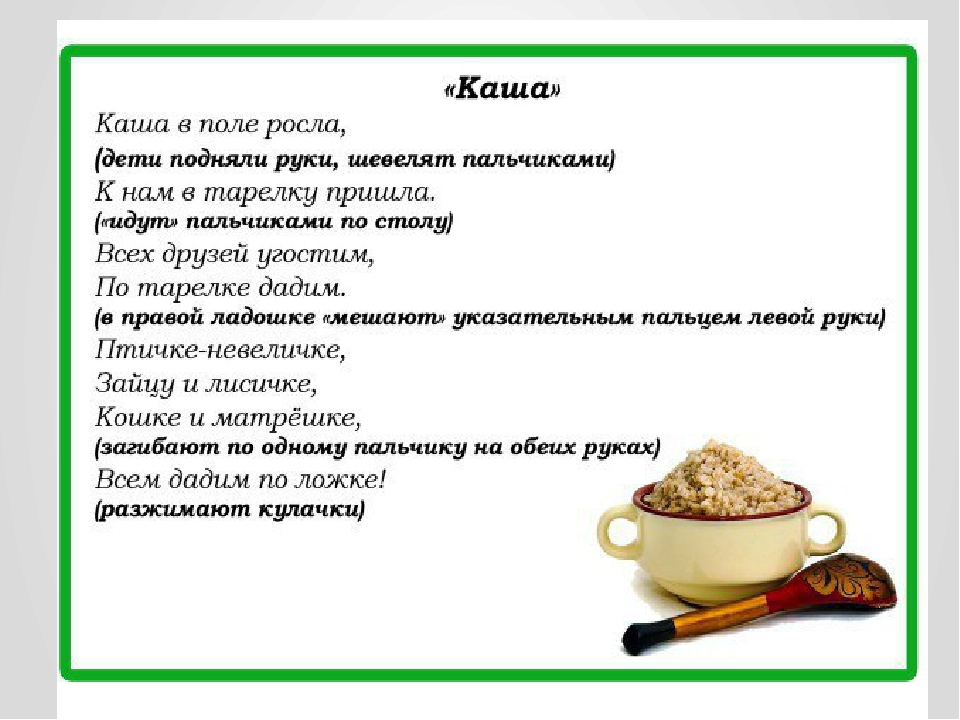 «Каша»
Каша в поле росла,
(дети подняли руки, шевелят пальчиками)
К нам в тарелку пришла.
(«идут» пальчиками по столу)
Всех друзей угостим,
По тарелке дадим.
(в правой ладошке «мешают» указательным пальцем левой руки)
Птичке-невеличке,
Зайцу и лисичке,
Кошке и матрёшке,
(загибают по одному пальчику на обеих руках)
Всем дадим по ложке!
(разжимают кулачки)